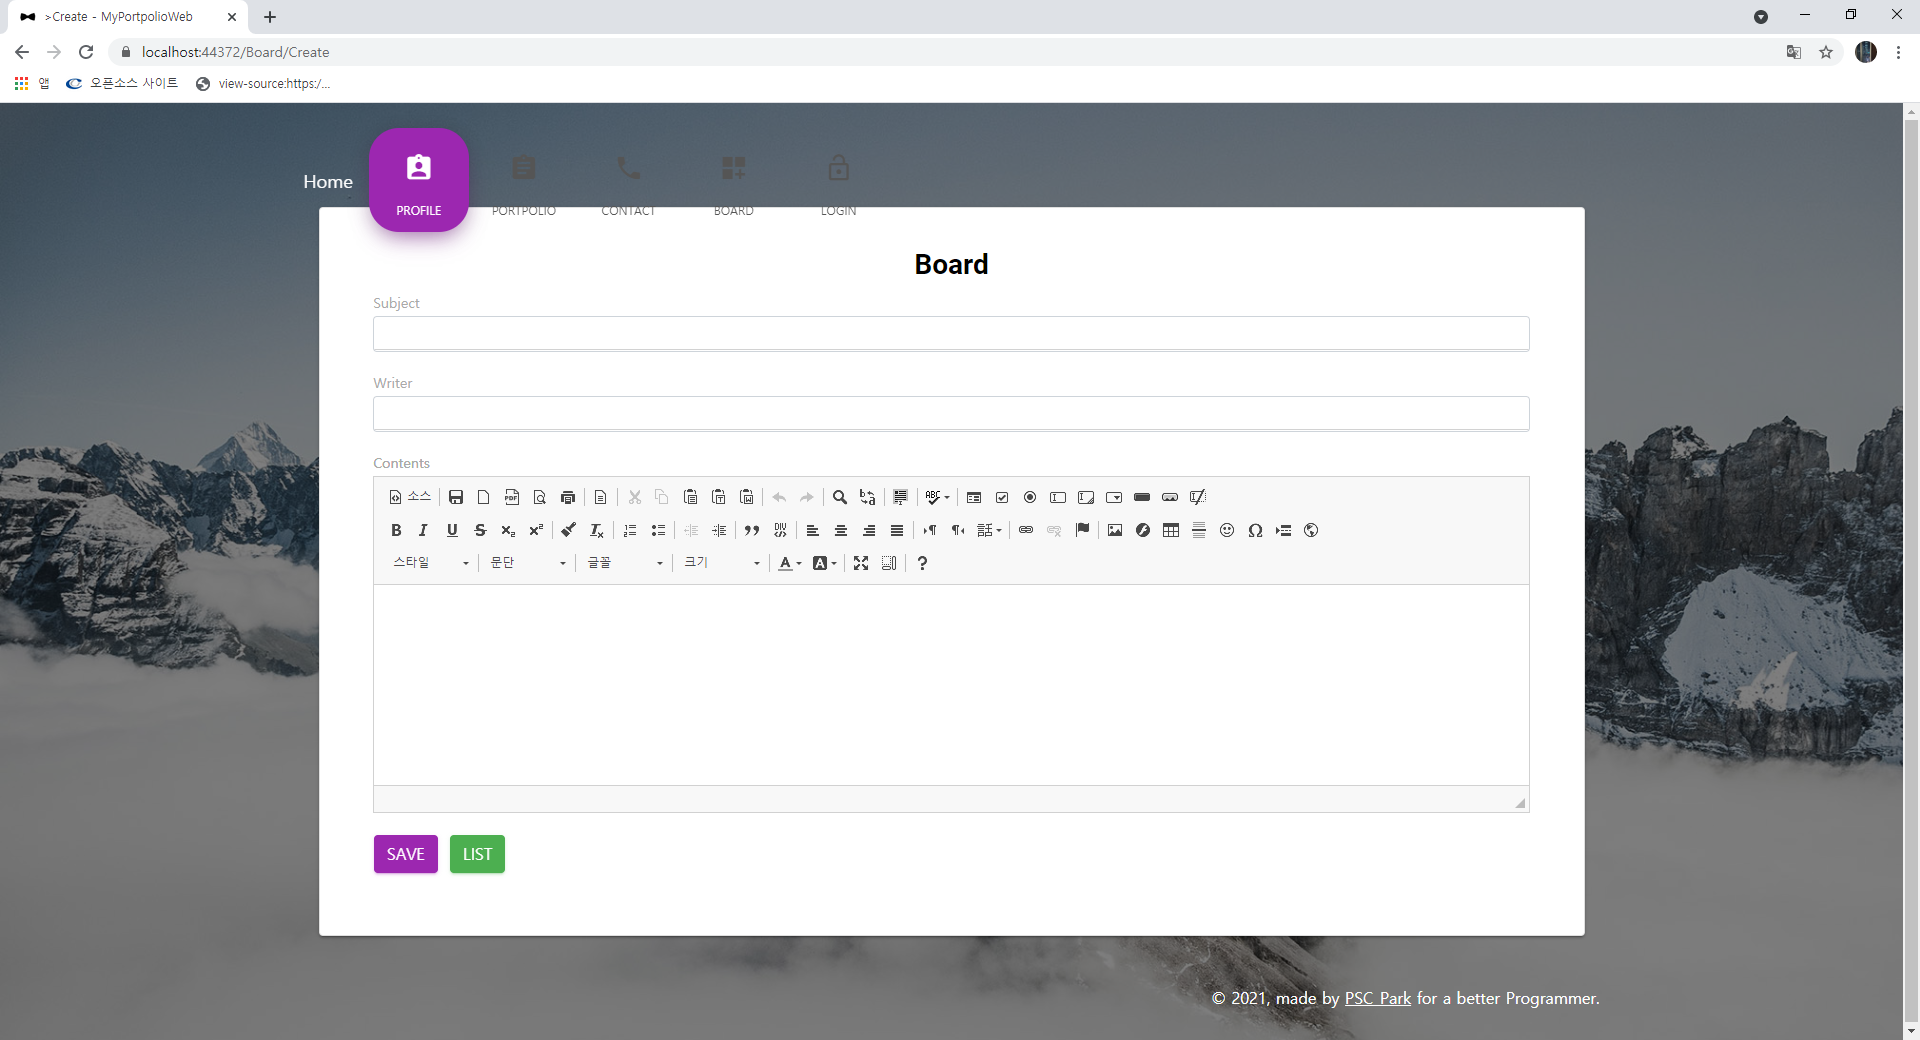 >Create - MyPortpolioWeb
localhost:44372/Board/Create
앱 오픈소스 사이트 view-source:https:/...
Home
PROFILE PORTPOLIO CONTACT BOARD LOGIN
Board
Subject
Writer
Contents
소스
스타일 문단 글꼴 크기
SAVE LIST
© 2021, made by PSC Park for a better Programmer.